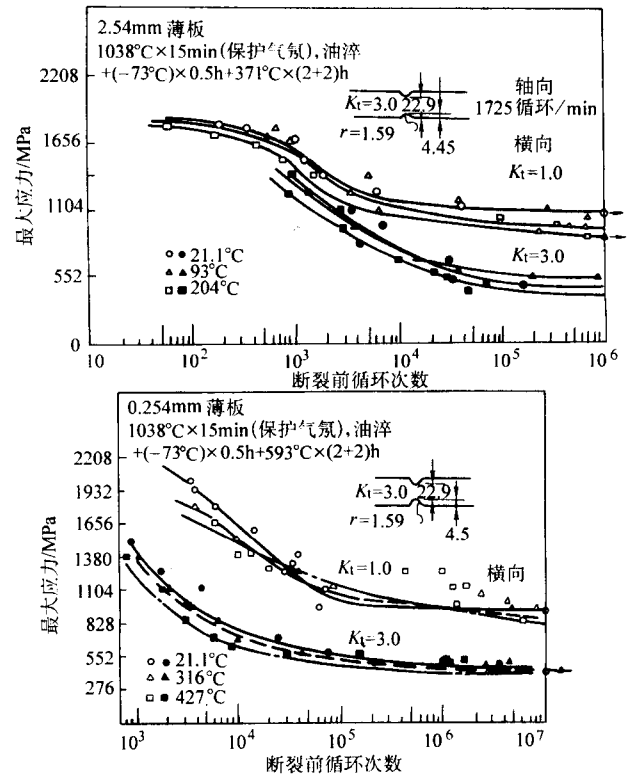 2.54mm 薄板
1038°C×15min(保护气氛),油淬
+(-73°C)×0.5h+371°C×(2+2)h
2208
1656
1104
552
0
最大应力/MPa
Kt=3.0 22.9
r=1.59
4.45
轴向
1725循环/min
横向
Kt=1.0
Kt=3.0
21.1°C
93°C
204°C
10 10² 10³ 10⁴ 10⁵ 10⁶
断裂前循环次数
0.254mm 薄板
1038°C×15min(保护气氛),油淬
+(-73°C)×0.5h+593°C×(2+2)h
2208
1932
1656
1380
1104
828
552
276
最大应力/MPa
Kt=3.0 22.9
r=1.59
4.5
Kt=1.0
横向
Kt=3.0
21.1°C
316°C
427°C
10³ 10⁴ 10⁵ 10⁶ 10⁷
断裂前循环次数